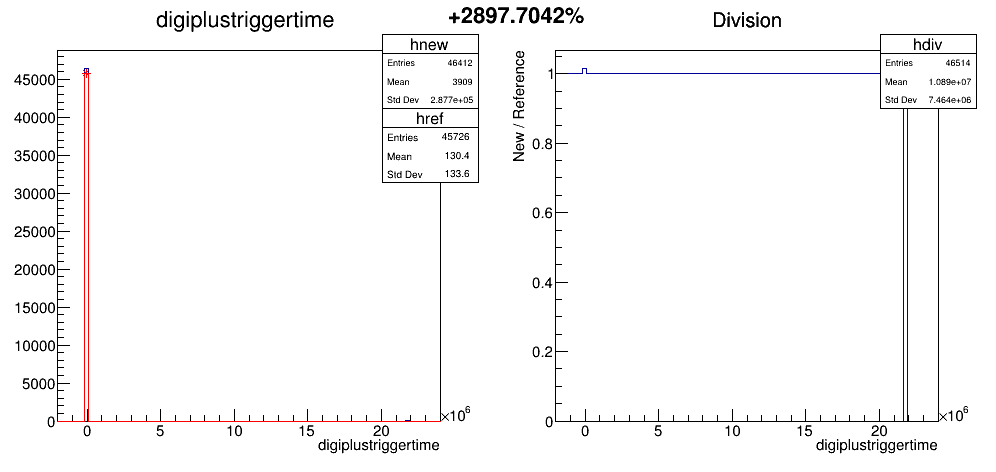 digiplustriggertime
+2897.7042%
Division
hnew
Entries 46412
Mean 3909
Std Dev 2.877e+05
href
Entries 45726
Mean 130.4
Std Dev 133.6
45000
40000
35000
30000
25000
20000
15000
10000
5000
0
0 5 10 15 20 ×10⁶
digiplustriggertime
hdiv
Entries 46514
Mean 1.089e+07
Std Dev 7.464e+06
New / Reference
1
0.8
0.6
0.4
0.2
0
0 5 10 15 20 ×10⁶
digiplustriggertime